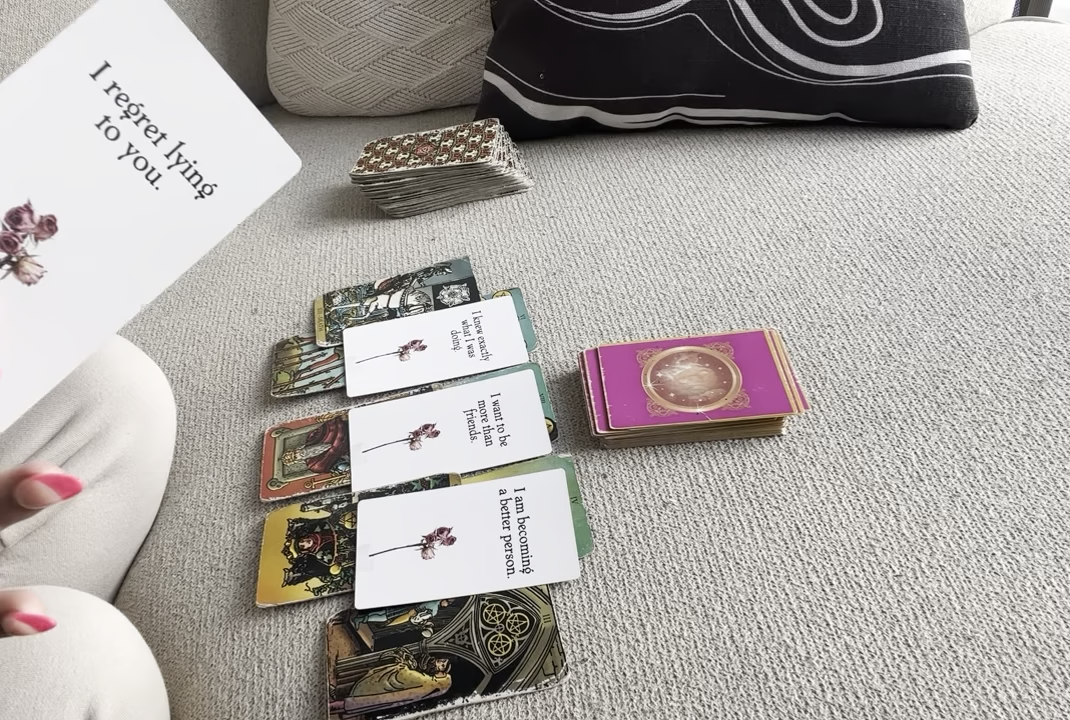 I regret lying
to you.
I knew exactly
what I was
doing
I want to be
more than
friends.
I am becoming
a better person.
III